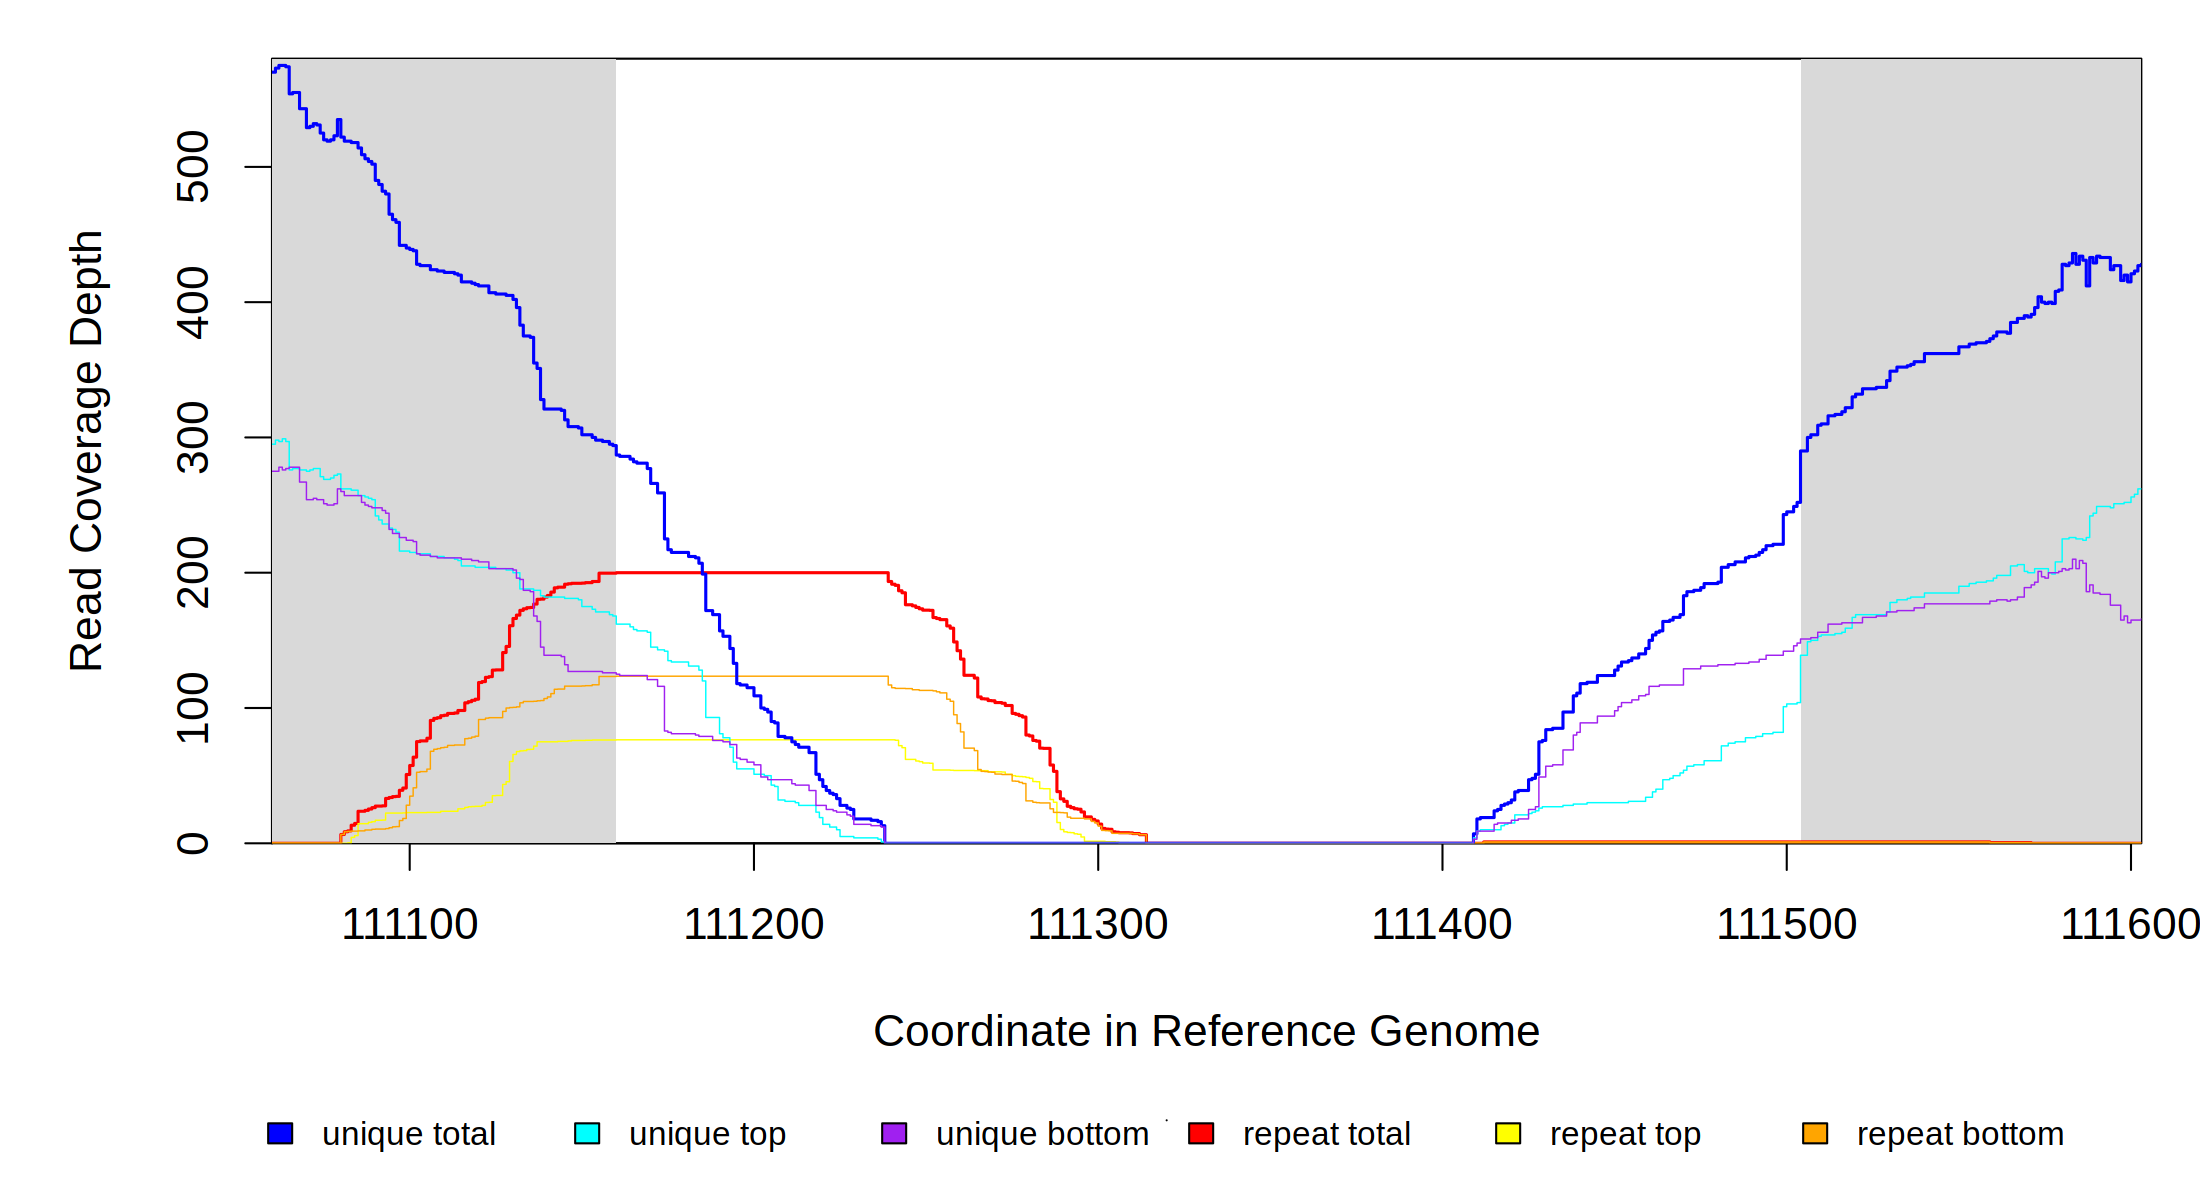 Read Coverage Depth
500
400
300
200
100
0
111100 111200 111300 111400 111500 111600
Coordinate in Reference Genome
unique total unique top unique bottom repeat total repeat top repeat bottom